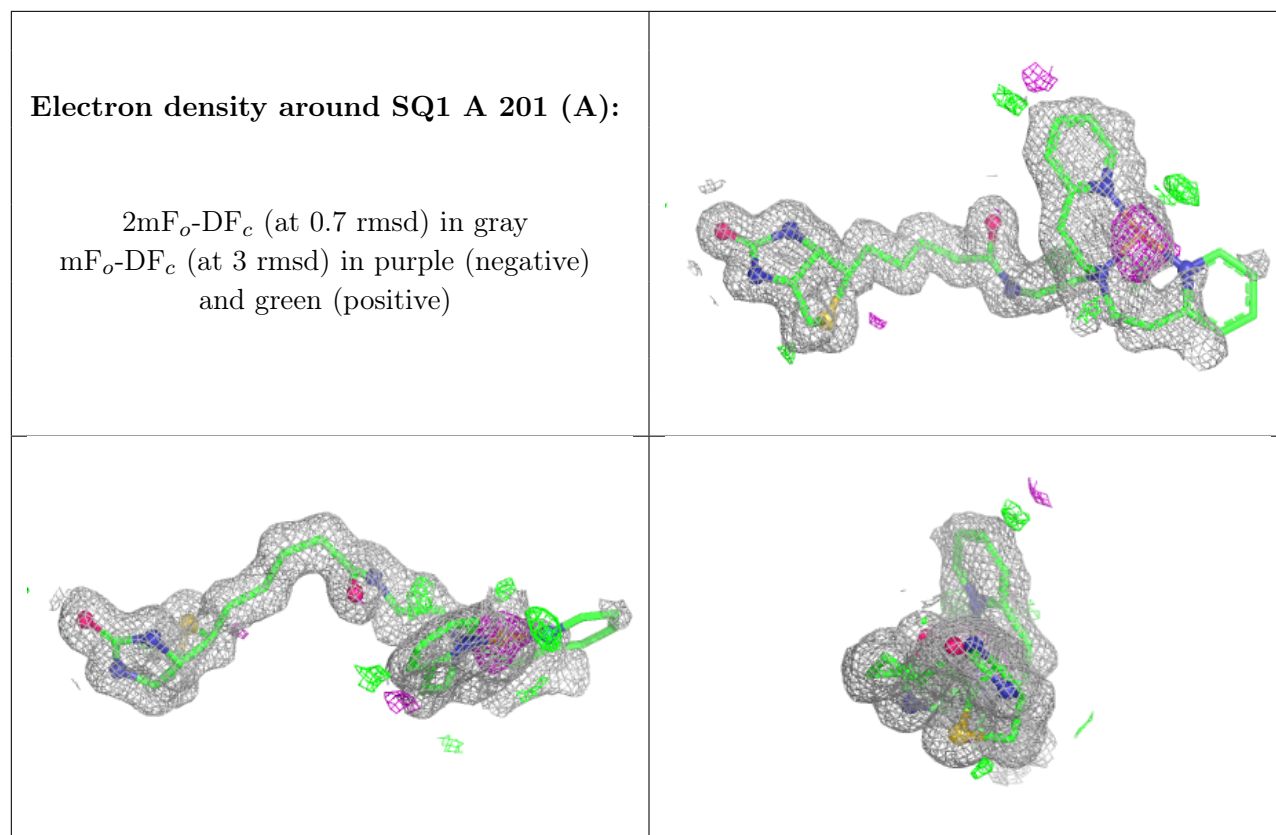 Electron density around SQ1 A 201 (A):
2mFo-DFc (at 0.7 rmsd) in gray
mFo-DFc (at 3 rmsd) in purple (negative)
and green (positive)